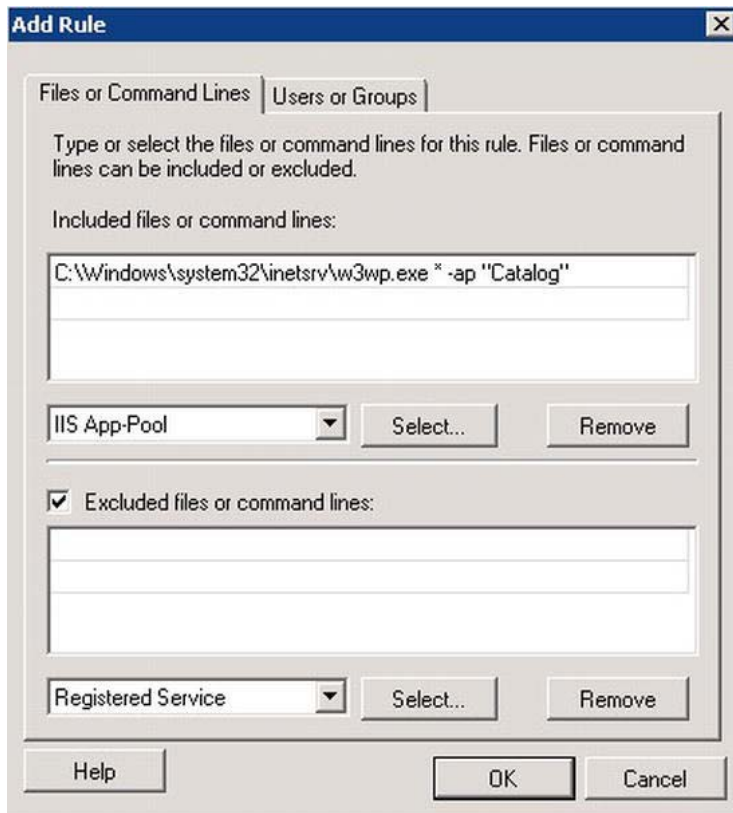 Add Rule
Files or Command Lines
Users or Groups
Type or select the files or command lines for this rule. Files or command
lines can be included or excluded.
Included files or command lines:
C:\Windows\system32\inetsrv\w3wp.exe * -ap "Catalog"
IIS App-Pool
Select...
Remove
Excluded files or command lines:
Registered Service
Select...
Remove
Help
OK
Cancel